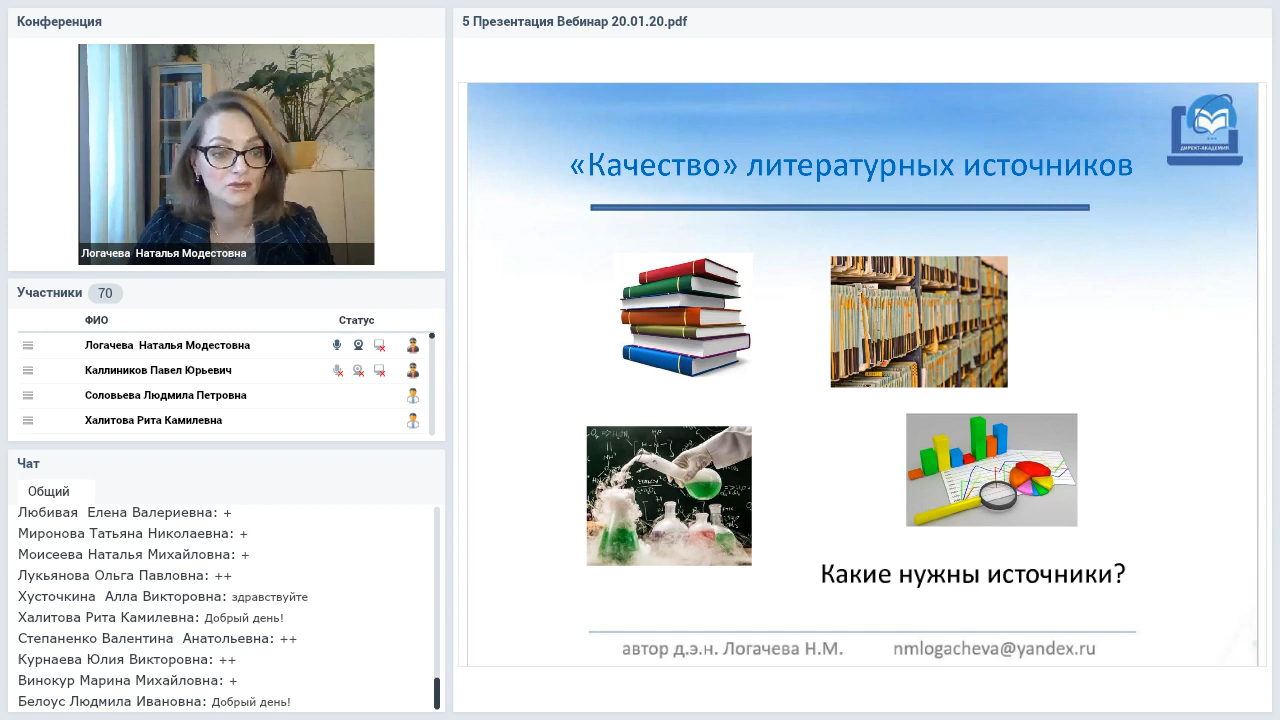 Конференция
Логачева  Наталья Модестовна
Участники 70
ФИО Статус
Логачева  Наталья Модестовна
Каллиников Павел Юрьевич
Соловьева Людмила Петровна
Халитова Рита Камилевна
Чат
Общий
Любивая  Елена Валериевна: +
Миронова Татьяна Николаевна: +
Моисеева Наталья Михайловна: +
Лукьянова Ольга Павловна: ++
Хусточкина  Алла Викторовна: здравствуйте
Халитова Рита Камилевна: Добрый день!
Степаненко Валентина  Анатольевна: ++
Курнаева Юлия Викторовна: ++
Винокур Марина Михайловна: +
Белоус Людмила Ивановна: Добрый день!
5 Презентация Вебинар 20.01.20.pdf
ДИРЕКТ-АКАДЕМИЯ
«Качество» литературных источников
Какие нужны источники?
автор д.э.н. Логачева Н.М. nmlogacheva@yandex.ru